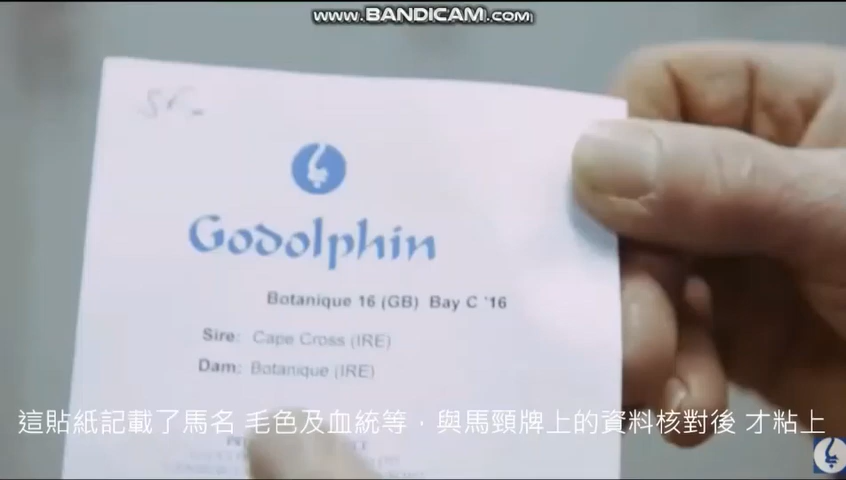 www.BANDICAM.com
Godolphin
Botanique 16 (GB) Bay C '16
Sire: Cape Cross (IRE)
Dam: Botanique (IRE)
這貼紙記載了馬名 毛色及血統等，與馬頸牌上的資料核對後 才粘上